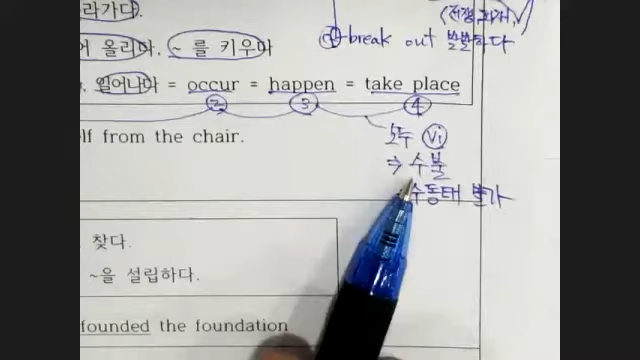 라가다.
(전쟁
break out 발발하다
올리다. ~ 를 키우다
일어나다 = occur = happen = take place
② ③ ④
lf from the chair.
모두 Vi
⇒ 수불
수동태 불가
찾다.
~을 설립하다.
founded the foundation